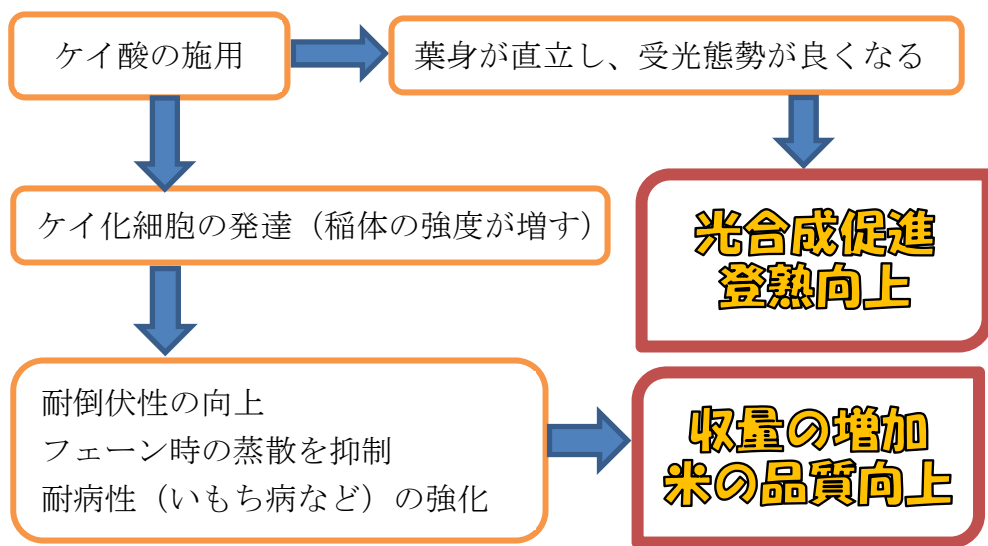 ケイ酸の施用
葉身が直立し、受光態勢が良くなる
ケイ化細胞の発達（稲体の強度が増す）
光合成促進
登熟向上
耐倒伏性の向上
フェーン時の蒸散を抑制
耐病性（いもち病など）の強化
収量の増加
米の品質向上